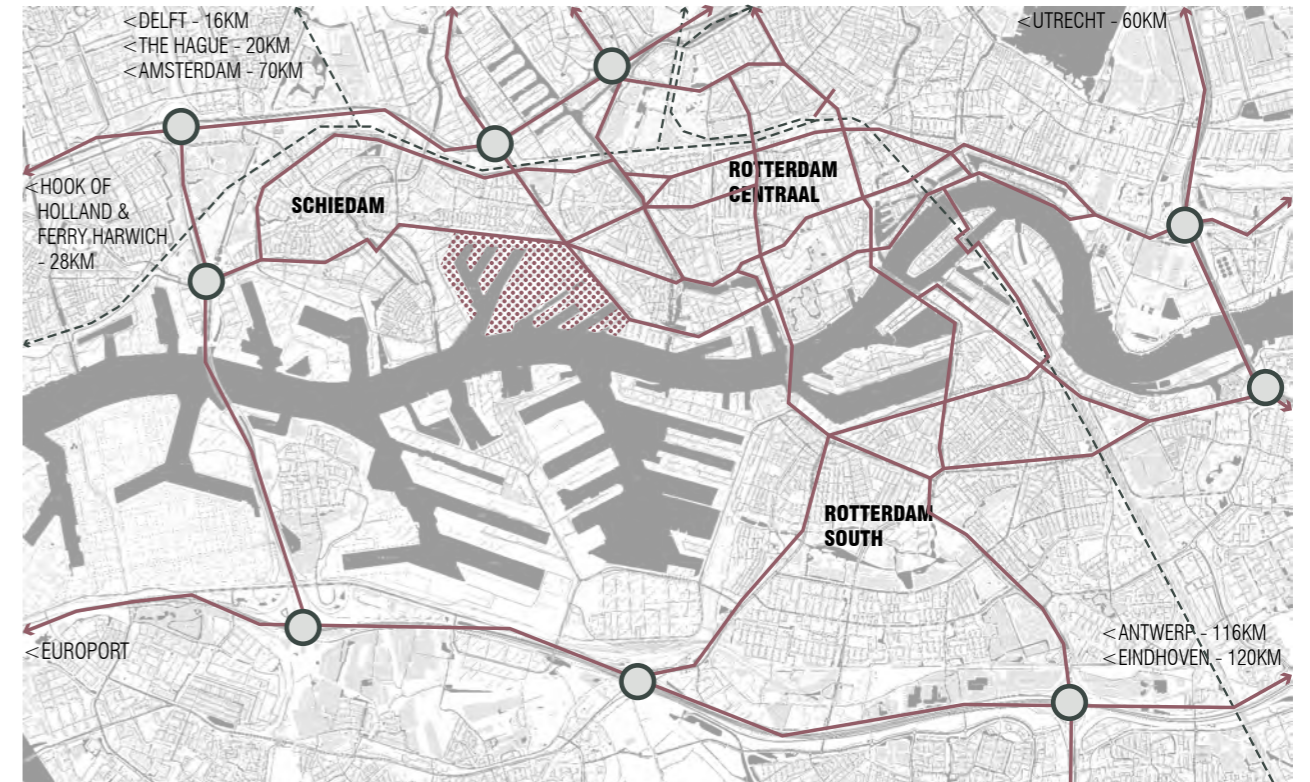 <DELFT - 16KM
<THE HAGUE - 20KM
<AMSTERDAM - 70KM
<UTRECHT - 60KM
ROTTERDAM
CENTRAAL
<HOOK OF
HOLLAND &
FERRY HARWICH
- 28KM
SCHIEDAM
ROTTERDAM
SOUTH
<EUROPORT
<ANTWERP - 116KM
<EINDHOVEN - 120KM